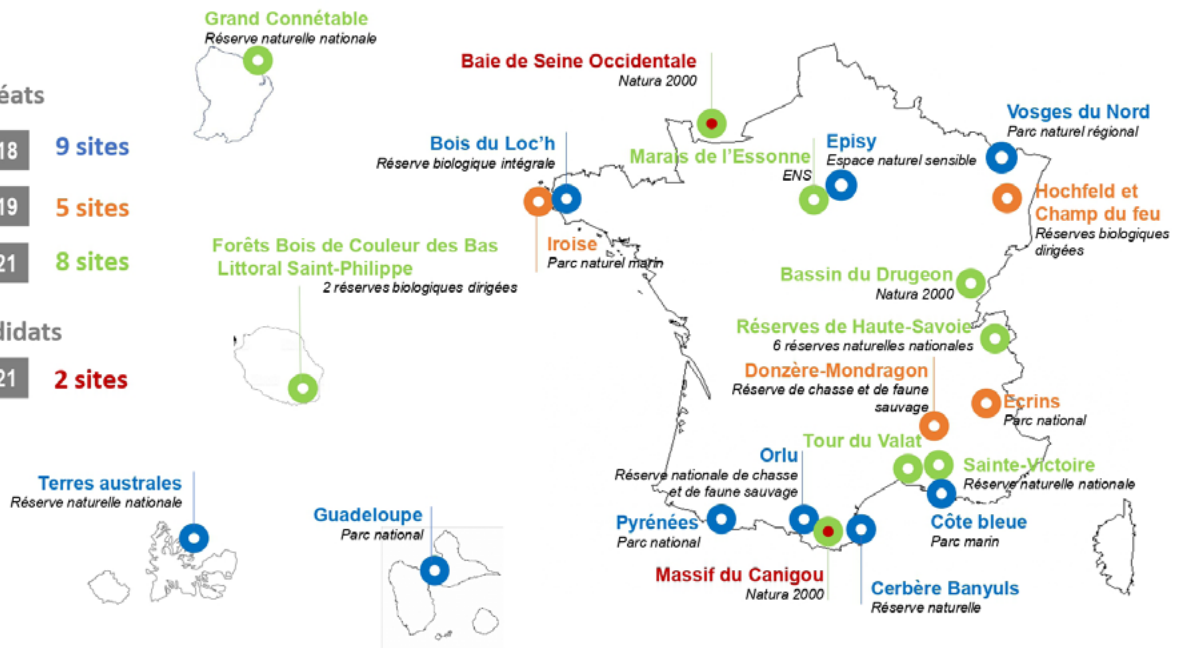 Grand Connétable
Réserve naturelle nationale
éats
18 9 sites
19 5 sites
21 8 sites
didats
21 2 sites
Baie de Seine Occidentale
Natura 2000
Bois du Loc'h
Réserve biologique intégrale
Marais de l'Essonne
ENS
Episy
Espace naturel sensible
Vosges du Nord
Parc naturel régional
Hochfeld et
Champ du feu
Réserves biologiques
dirigées
Iroise
Parc naturel marin
Forêts Bois de Couleur des Bas
Littoral Saint-Philippe
2 réserves biologiques dirigées
Bassin du Drugeon
Natura 2000
Réserves de Haute-Savoie
6 réserves naturelles nationales
Donzère-Mondragon
Réserve de chasse et de faune
sauvage
Ecrins
Parc national
Tour du Valat
Orlu
Réserve nationale de chasse
et de faune sauvage
Sainte-Victoire
Réserve naturelle nationale
Terres australes
Réserve naturelle nationale
Guadeloupe
Parc national
Pyrénées
Parc national
Côte bleue
Parc marin
Massif du Canigou
Natura 2000
Cerbère Banyuls
Réserve naturelle